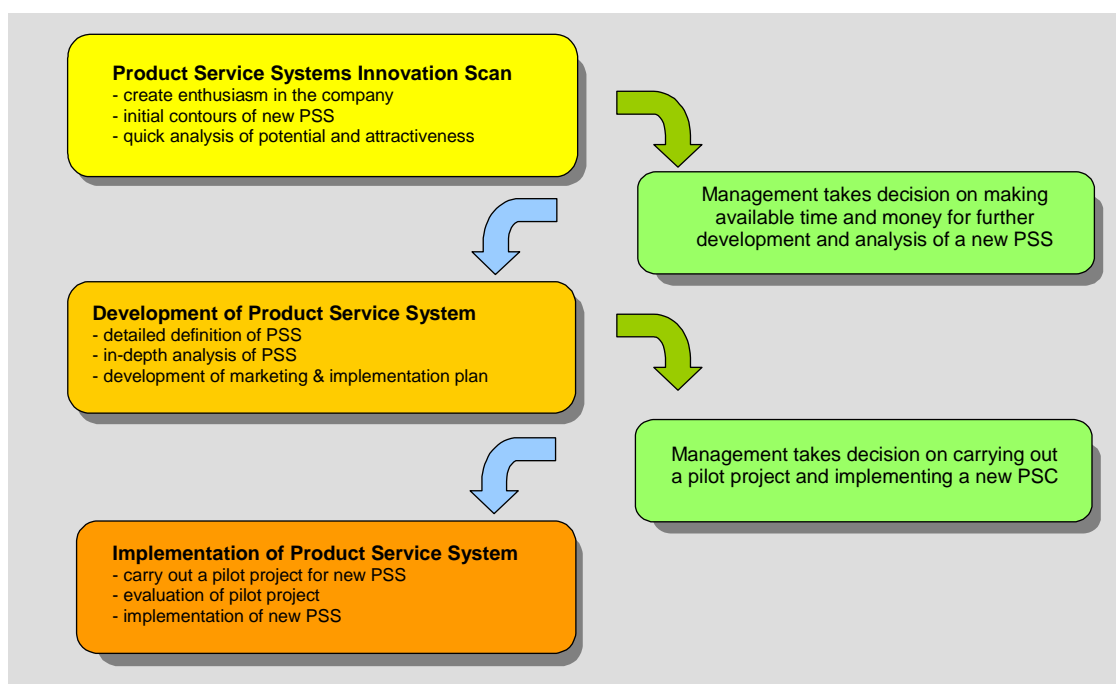 Product Service Systems Innovation Scan
- create enthusiasm in the company
- initial contours of new PSS
- quick analysis of potential and attractiveness
Management takes decision on making
available time and money for further
development and analysis of a new PSS
Development of Product Service System
- detailed definition of PSS
- in-depth analysis of PSS
- development of marketing & implementation plan
Management takes decision on carrying out
a pilot project and implementing a new PSC
Implementation of Product Service System
- carry out a pilot project for new PSS
- evaluation of pilot project
- implementation of new PSS